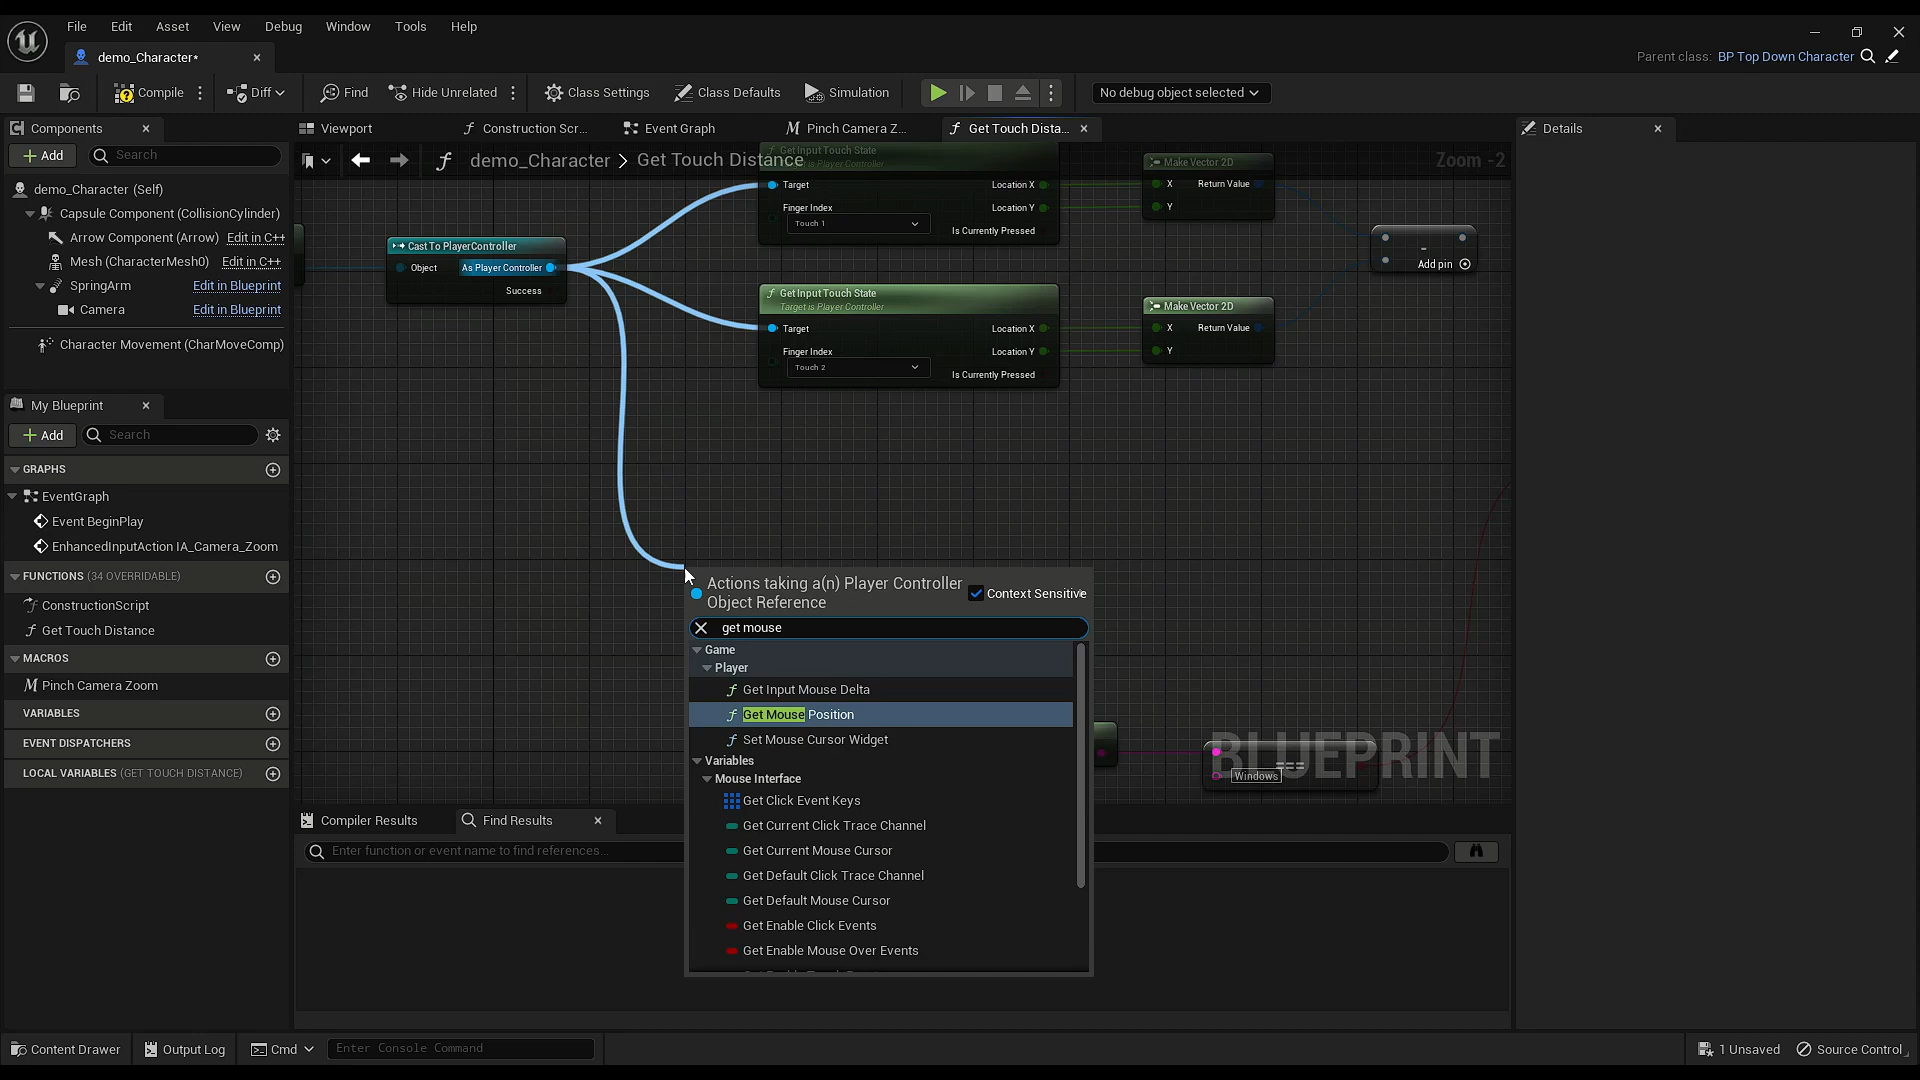 File Edit Asset View Debug Window Tools Help
demo_Character*
Parent class: BP Top Down Character
Compile Diff Find Hide Unrelated Class Settings Class Defaults Simulation No debug object selected
Components
Add Search
demo_Character (Self)
Capsule Component (CollisionCylinder)
Arrow Component (Arrow) Edit in C++
Mesh (CharacterMesh0) Edit in C++
SpringArm Edit in Blueprint
Camera Edit in Blueprint
Character Movement (CharMoveComp)
My Blueprint
Add Search
GRAPHS
EventGraph
Event BeginPlay
EnhancedInputAction IA_Camera_Zoom
FUNCTIONS (34 OVERRIDABLE)
ConstructionScript
Get Touch Distance
MACROS
Pinch Camera Zoom
VARIABLES
EVENT DISPATCHERS
LOCAL VARIABLES (GET TOUCH DISTANCE)
Viewport Construction Scr... Event Graph Pinch Camera Z... Get Touch Dista...
demo_Character > Get Touch Distance
Zoom -2
Get Input Touch State
Target is Player Controller
Target Location X
Finger Index Location Y
Touch 1
Is Currently Pressed
Make Vector 2D
X Return Value
Y
-
Add pin
Cast To PlayerController
Object As Player Controller
Success
Get Input Touch State
Target is Player Controller
Target Location X
Finger Index Location Y
Touch 2
Is Currently Pressed
Make Vector 2D
X Return Value
Y
Actions taking a(n) Player Controller
Object Reference
Context Sensitive
get mouse
Game
Player
Get Input Mouse Delta
Get Mouse Position
Set Mouse Cursor Widget
Variables
Mouse Interface
Get Click Event Keys
Get Current Click Trace Channel
Get Current Mouse Cursor
Get Default Click Trace Channel
Get Default Mouse Cursor
Get Enable Click Events
Get Enable Mouse Over Events
BLUEPRINT
===
Windows
Compiler Results Find Results
Enter function or event name to find references...
Details
Content Drawer Output Log Cmd Enter Console Command
1 Unsaved Source Control